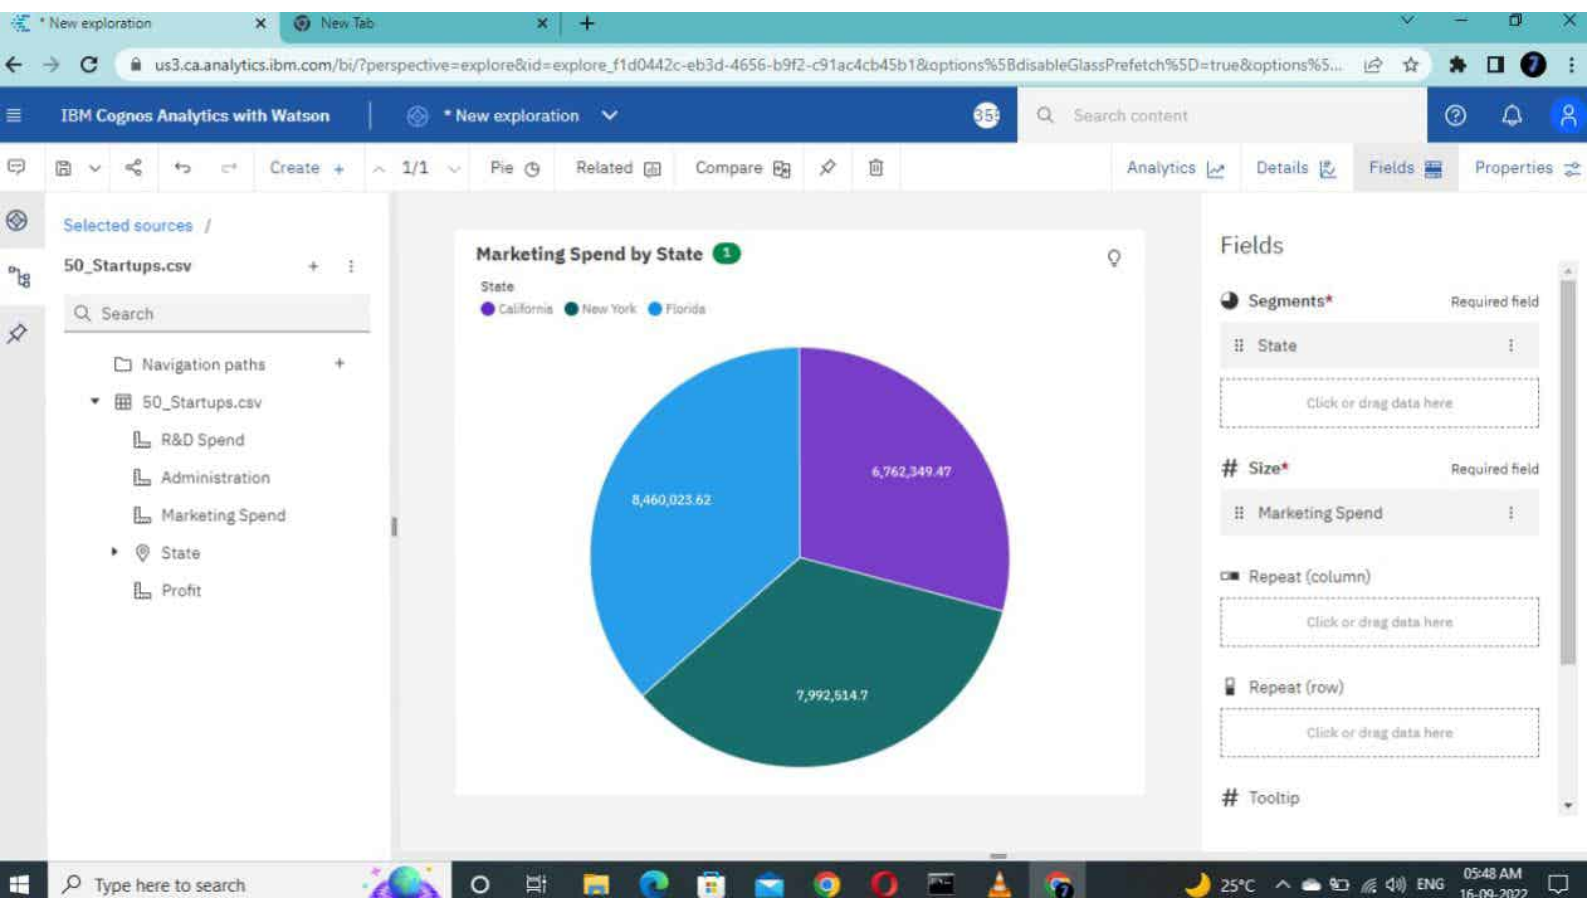 * New exploration
New Tab
us3.ca.analytics.ibm.com/bi/?perspective=explore&id=explore_f1d0442c-eb3d-4656-b9f2-c91ac4cb45b1&options%5BdisableGlassPrefetch%5D=true&options%5...
IBM Cognos Analytics with Watson
* New exploration
Search content
Create +
1/1
Pie
Related
Compare
Analytics
Details
Fields
Properties
Selected sources /
50_Startups.csv
Search
Navigation paths
50_Startups.csv
R&D Spend
Administration
Marketing Spend
State
Profit
Marketing Spend by State 1
State
California New York Florida
6,762,349.47
8,460,023.62
7,992,514.7
Fields
Segments* Required field
State
Click or drag data here
# Size* Required field
Marketing Spend
Repeat (column)
Click or drag data here
Repeat (row)
Click or drag data here
# Tooltip
Type here to search
25°C
ENG
05:48 AM
16-09-2022